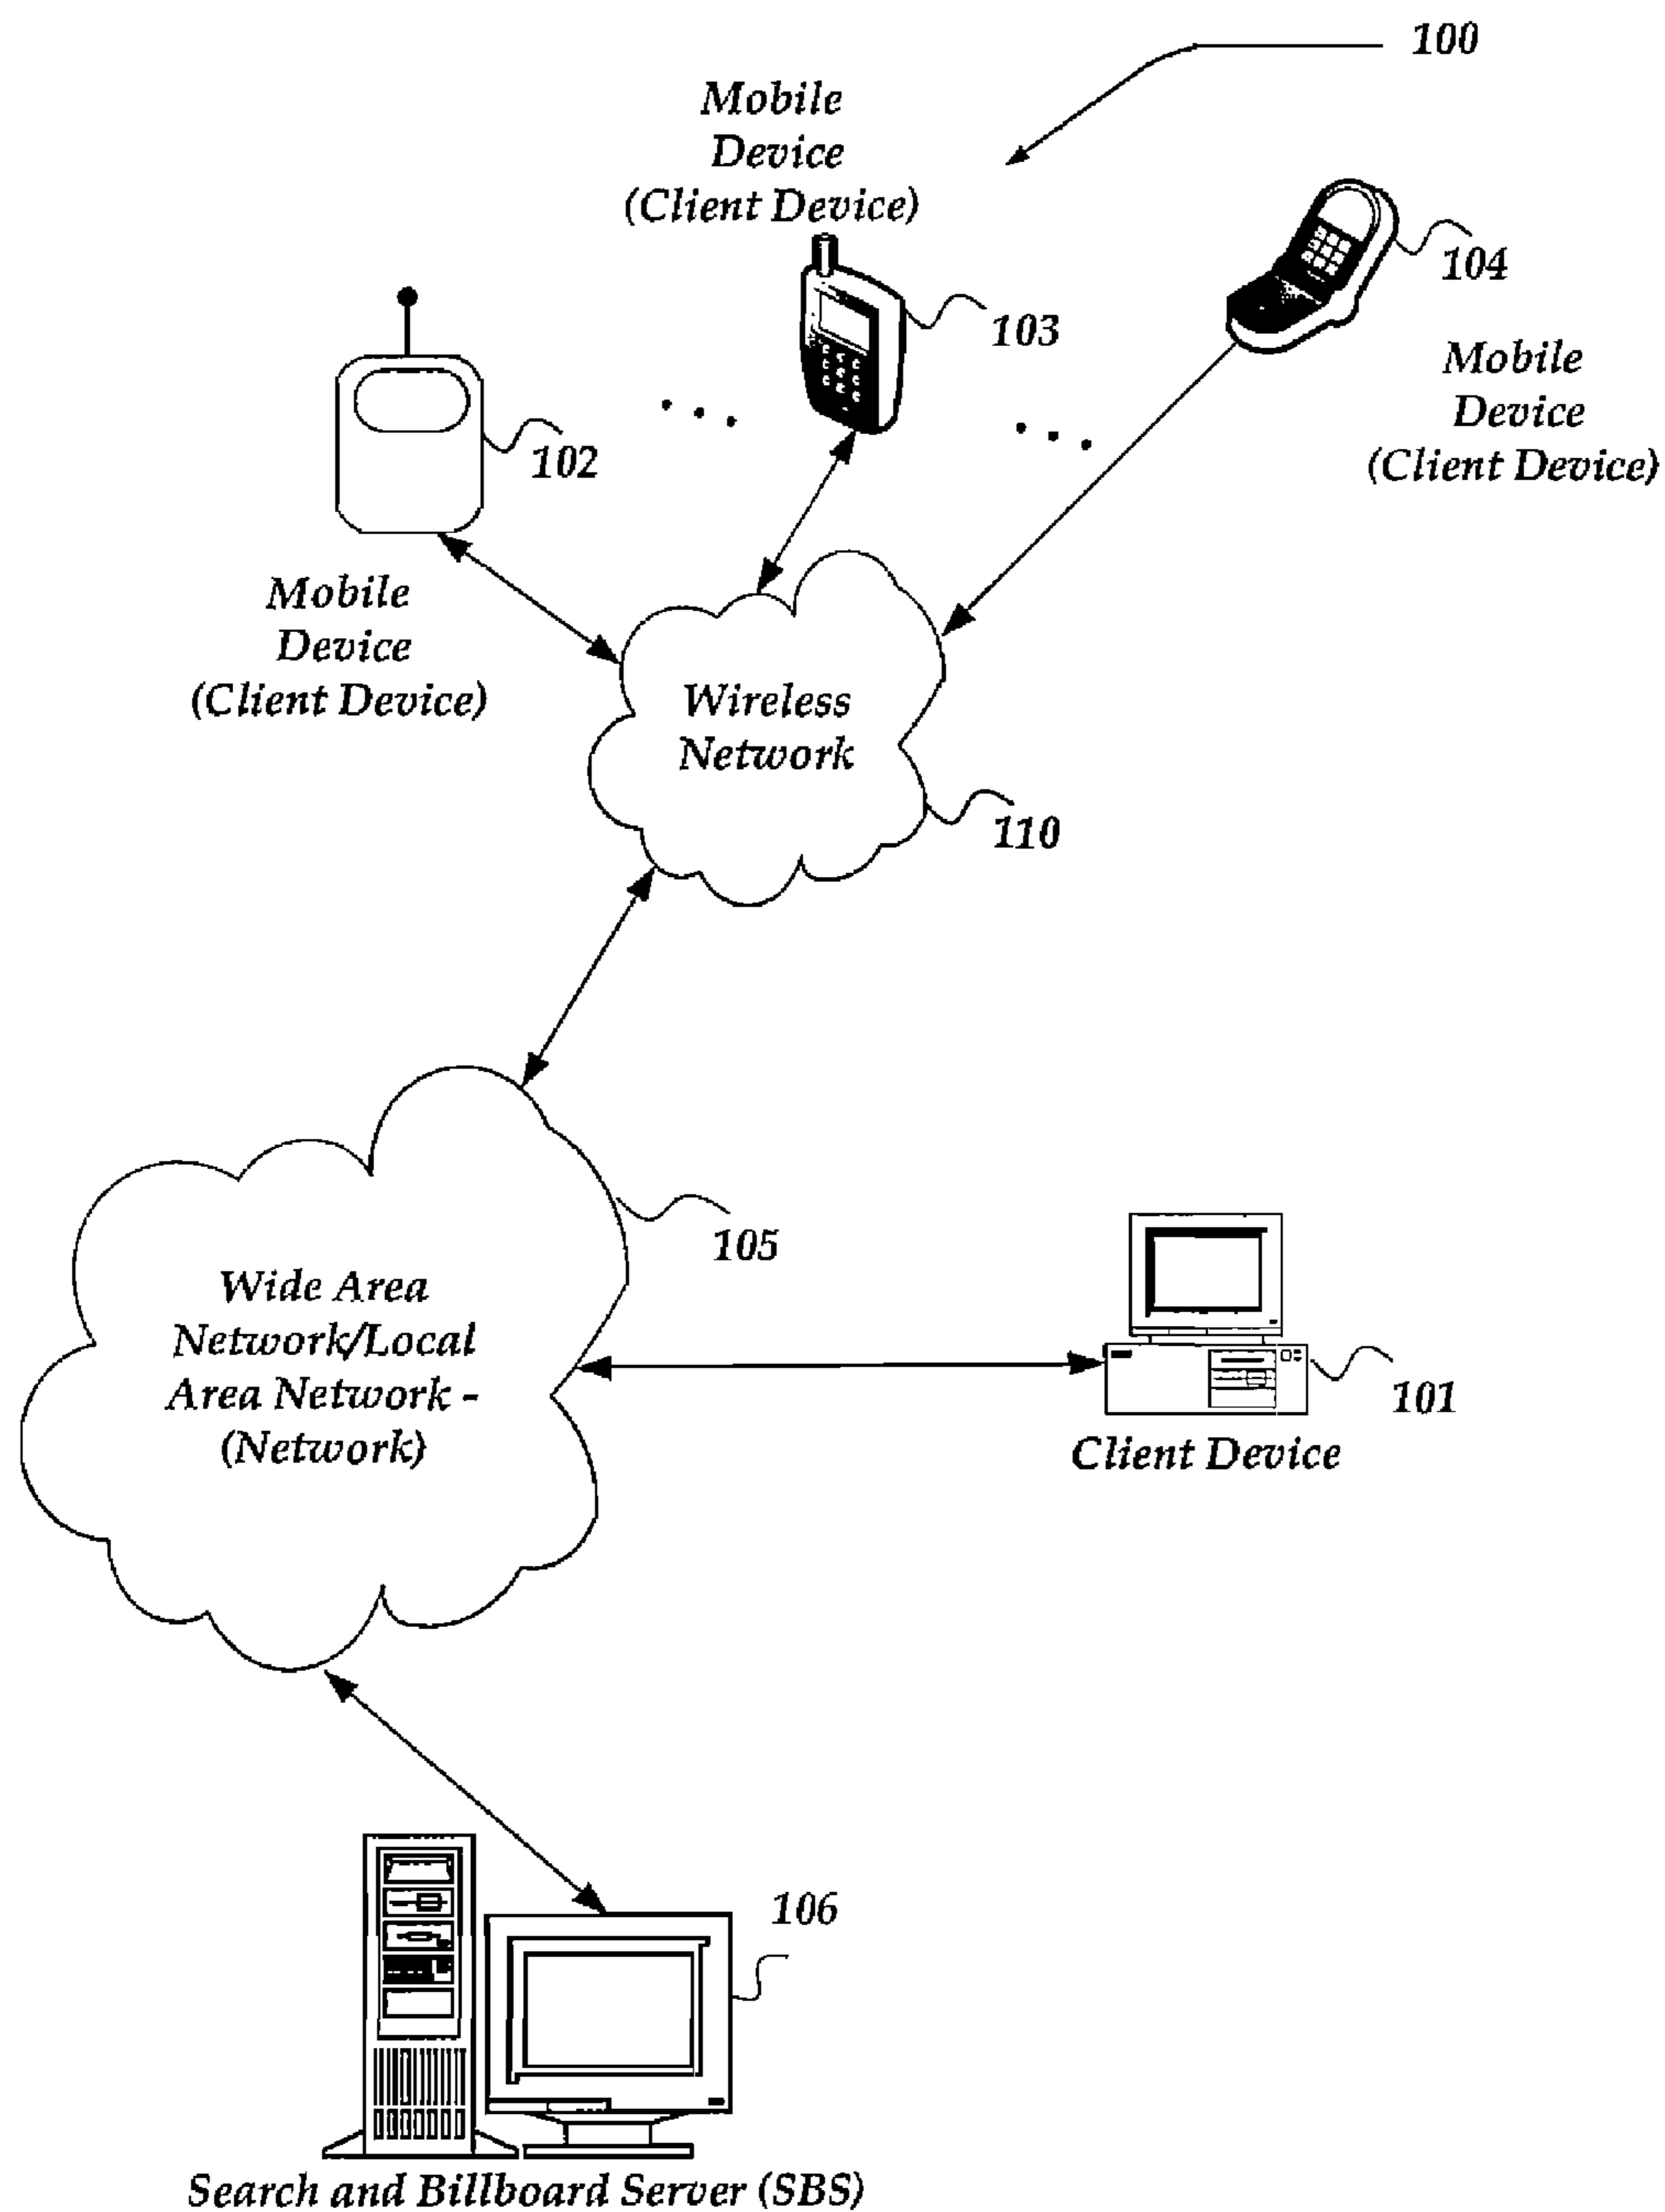 100
Mobile
Device
(Client Device)
104
103
Mobile
Device
(Client Device)
102
Mobile
Device
(Client Device)
Wireless
Network
110
105
Wide Area
Network/Local
Area Network -
(Network)
101
Client Device
106
Search and Billboard Server (SBS)